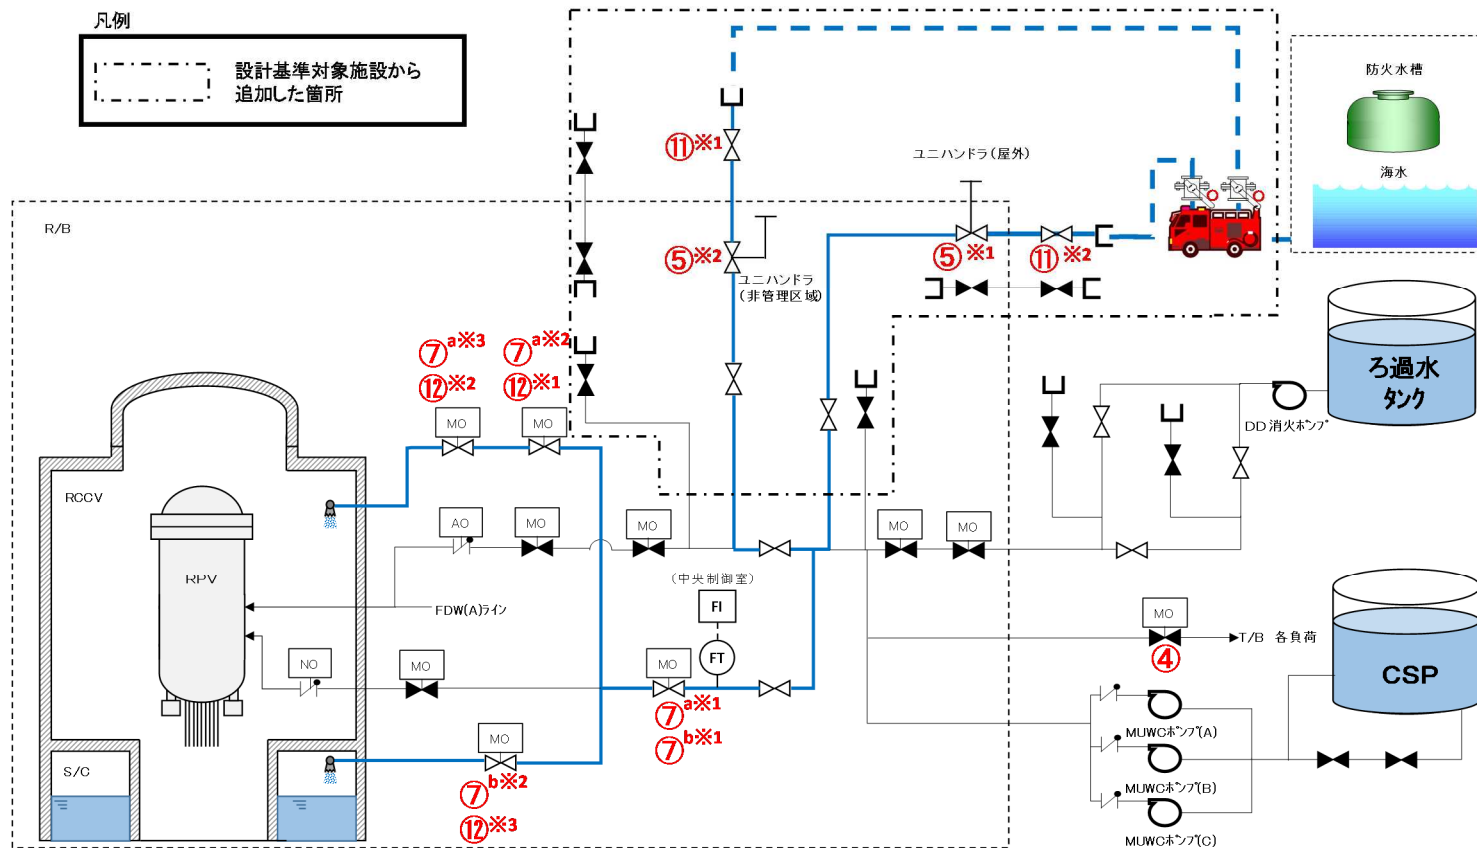 凡例
設計基準対象施設から
追加した箇所
防火水槽
海水
⑪※1
ユニハンドラ(屋外)
R/B
⑤※2
ユニハンドラ
(非管理区域)
⑤※1
⑪※2
⑦a※3
⑫※2
⑦a※2
⑫※1
MO
MO
ろ過水
タンク
DD消火ポンプ
RCCV
AO
MO
MO
MO
MO
RPV
(中央制御室)
FI
FDW(A)ライン
FT
MO
T/B 各負荷
④
NO
MO
MO
CSP
⑦a※1
⑦b※1
MUWCポンプ(A)
MO
S/C
⑦b※2
⑫※3
MUWCポンプ(B)
MUWCポンプ(C)